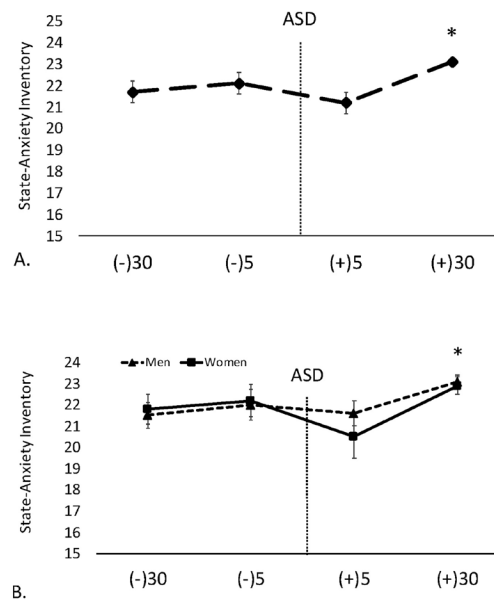 ASD
*
State-Anxiety Inventory
25
24
23
22
21
20
19
18
17
16
15
A.
(-)30 (-)5 (+)5 (+)30
Men Women
ASD
*
State-Anxiety Inventory
24
23
22
21
20
19
18
17
16
15
B.
(-)30 (-)5 (+)5 (+)30